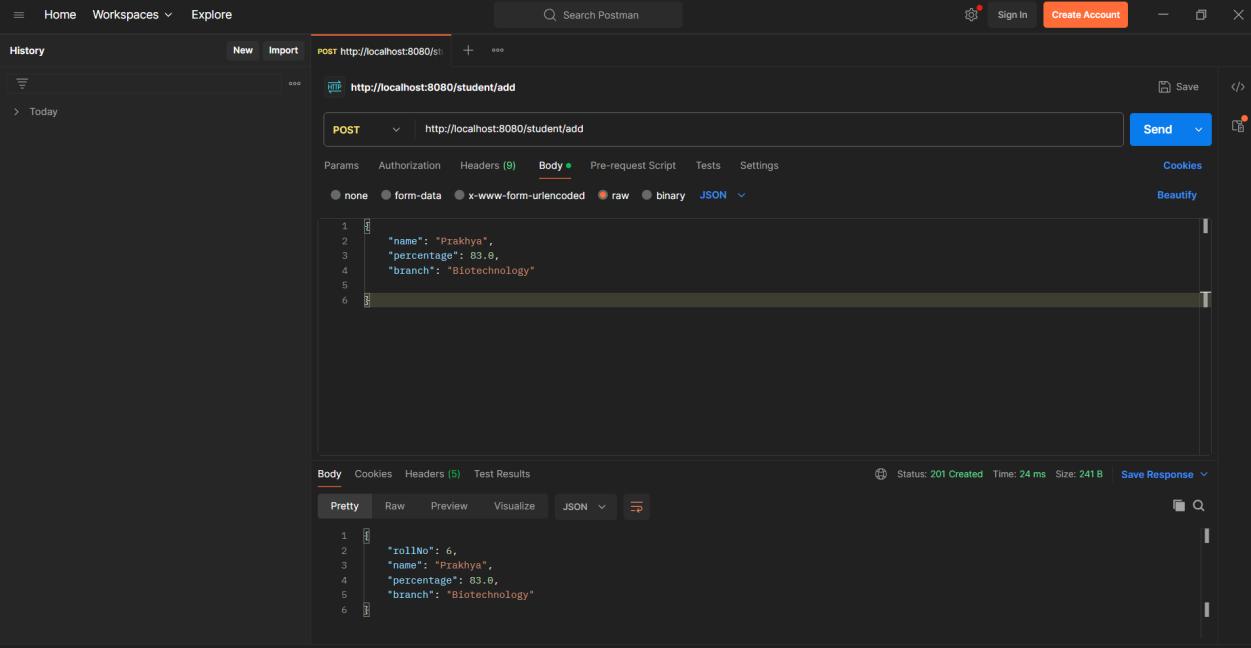 Home Workspaces Explore Search Postman Sign In Create Account
History New Import POST http://localhost:8080/st
HTTP http://localhost:8080/student/add Save </>
Today
POST http://localhost:8080/student/add Send
Params Authorization Headers (9) Body Pre-request Script Tests Settings Cookies
none form-data x-www-form-urlencoded raw binary JSON Beautify
1 {
2 "name": "Prakhya",
3 "percentage": 83.0,
4 "branch": "Biotechnology"
5
6 }
Body Cookies Headers (5) Test Results Status: 201 Created Time: 24 ms Size: 241 B Save Response
Pretty Raw Preview Visualize JSON
1 {
2 "rollNo": 6,
3 "name": "Prakhya",
4 "percentage": 83.0,
5 "branch": "Biotechnology"
6 }